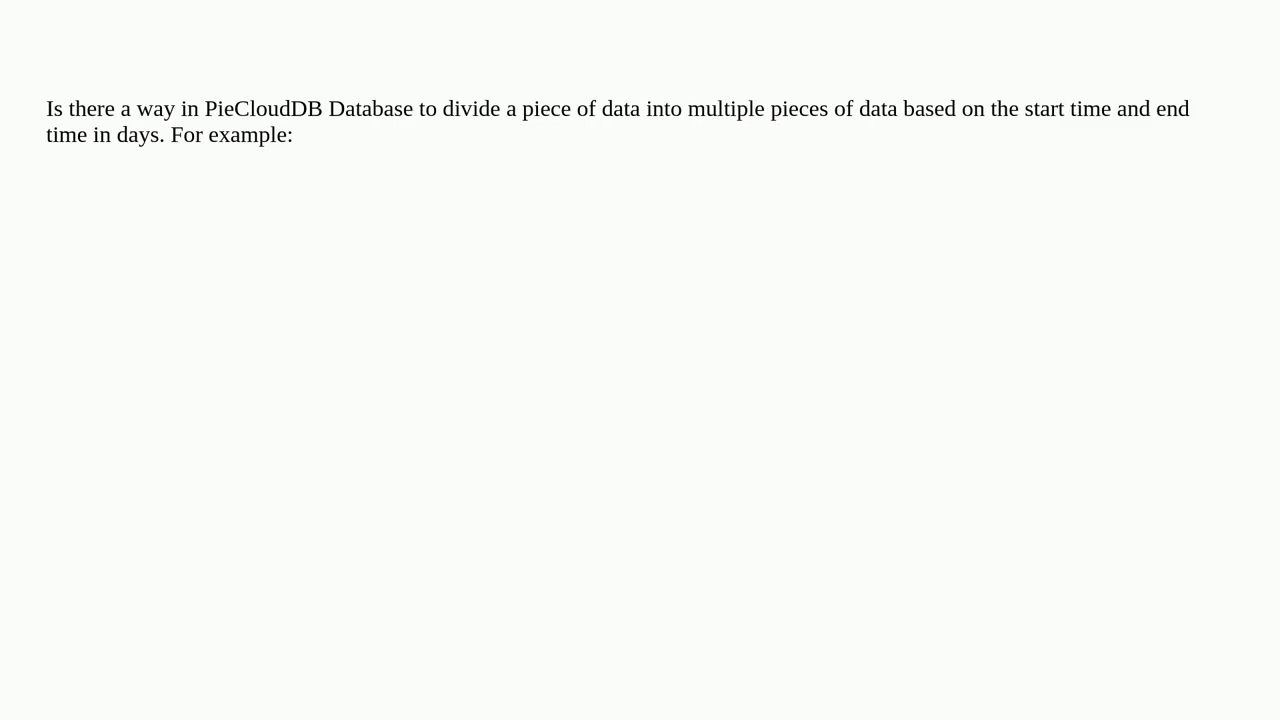 Is there a way in PieCloudDB Database to divide a piece of data into multiple pieces of data based on the start time and end
time in days. For example: